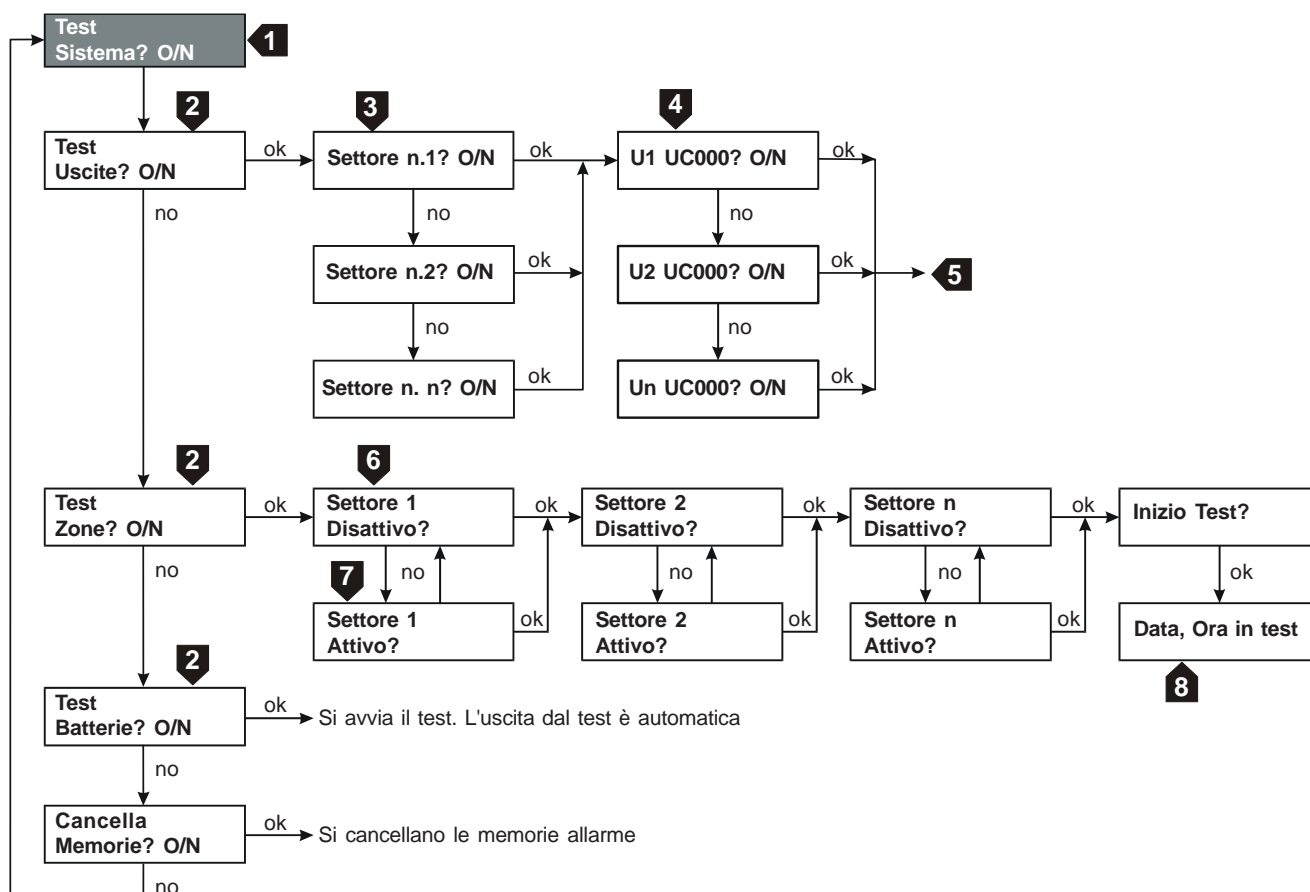 Test
Sistema? O/N
1
2
3
4
Test
Uscite? O/N
ok
Settore n.1? O/N
ok
U1 UC000? O/N
ok
no
no
no
Settore n.2? O/N
ok
U2 UC000? O/N
ok
5
no
no
Settore n. n? O/N
ok
Un UC000? O/N
ok
2
6
Test
Zone? O/N
ok
Settore 1
Disattivo?
ok
Settore 2
Disattivo?
ok
Settore n
Disattivo?
ok
Inizio Test?
no
7
no
no
no
ok
Settore 1
Attivo?
ok
Settore 2
Attivo?
ok
Settore n
Attivo?
ok
Data, Ora in test
8
2
Test
Batterie? O/N
ok
Si avvia il test. L'uscita dal test è automatica
no
Cancella
Memorie? O/N
ok
Si cancellano le memorie allarme
no